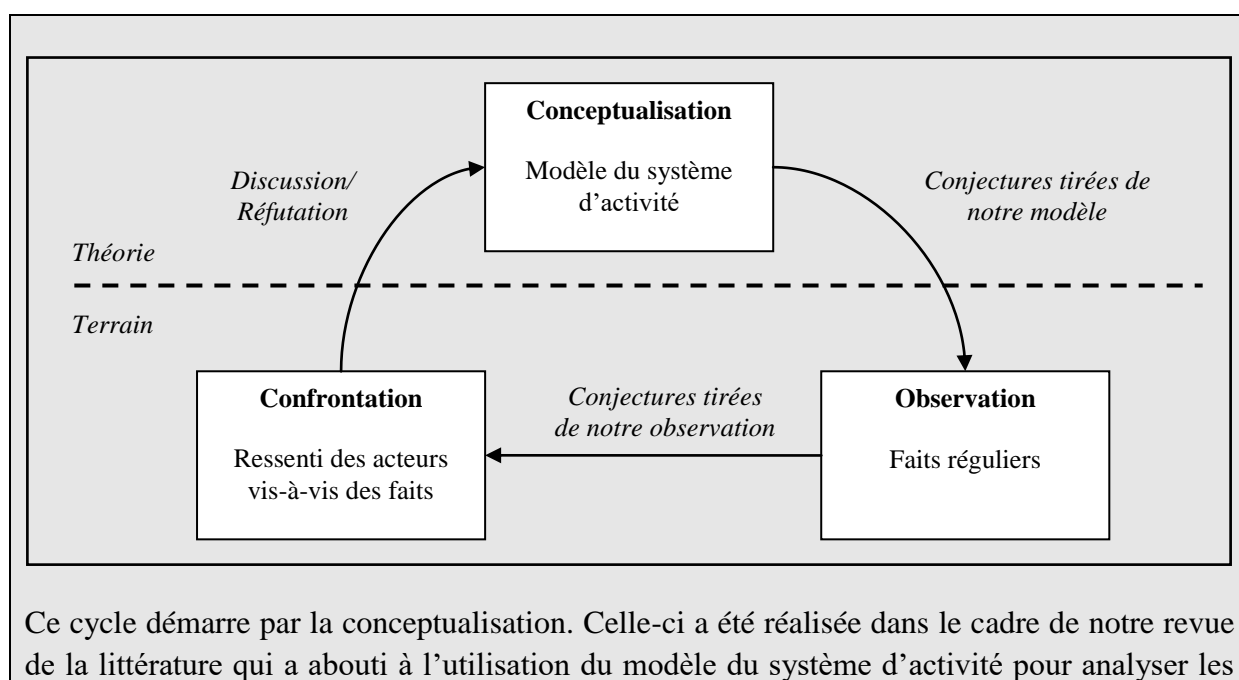 Conceptualisation
Modèle du système
d’activité
Discussion/
Réfutation
Conjectures tirées de
notre modèle
Théorie
Terrain
Confrontation
Ressenti des acteurs
vis-à-vis des faits
Conjectures tirées
de notre observation
Observation
Faits réguliers
Ce cycle démarre par la conceptualisation. Celle-ci a été réalisée dans le cadre de notre revue
de la littérature qui a abouti à l’utilisation du modèle du système d’activité pour analyser les